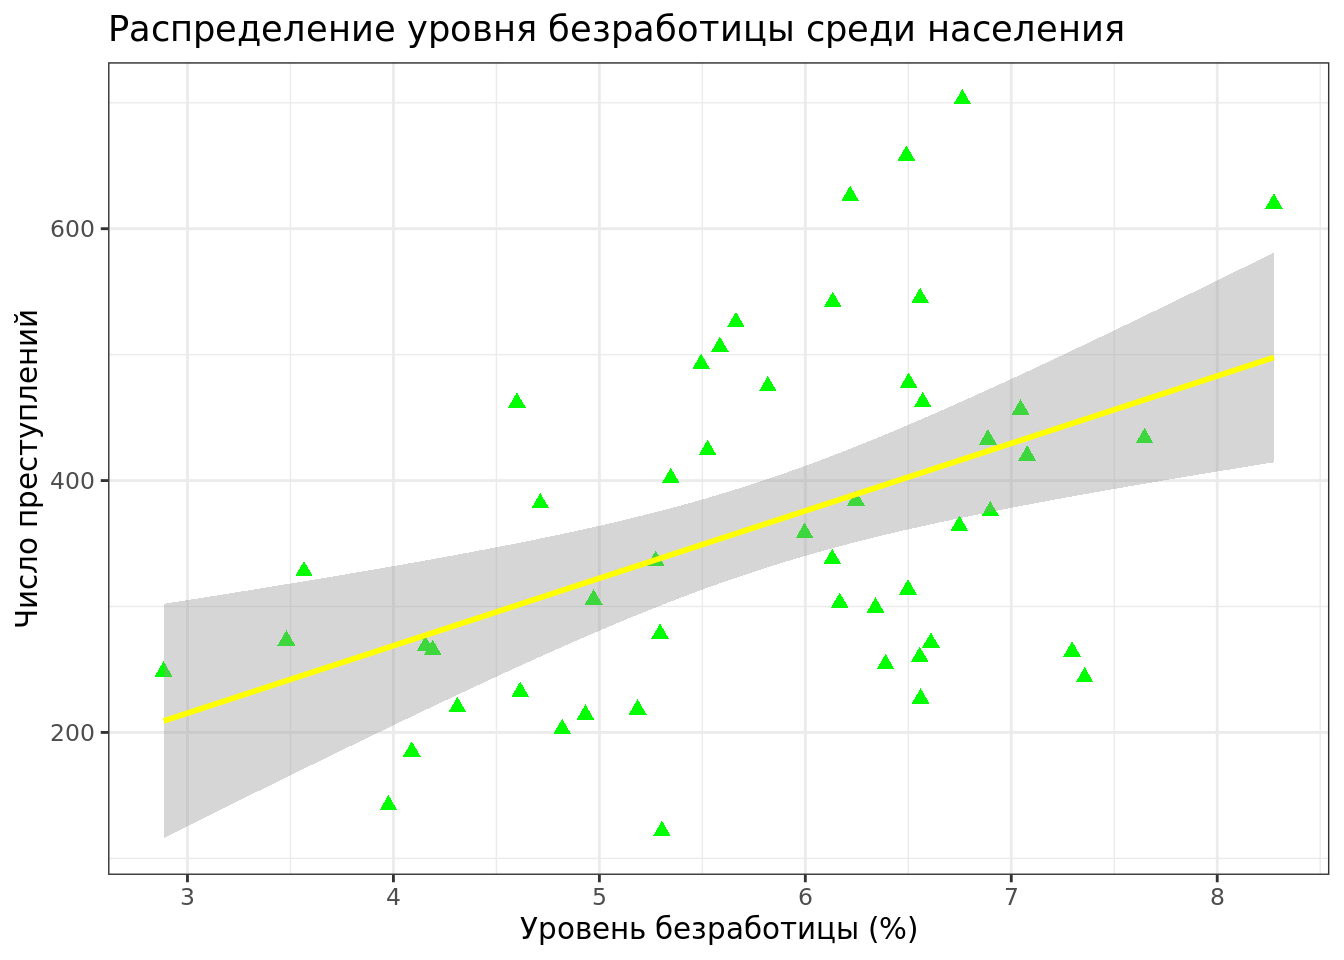 Распределение уровня безработицы среди населения
Число преступлений
600
400
200
3 4 5 6 7 8
Уровень безработицы (%)